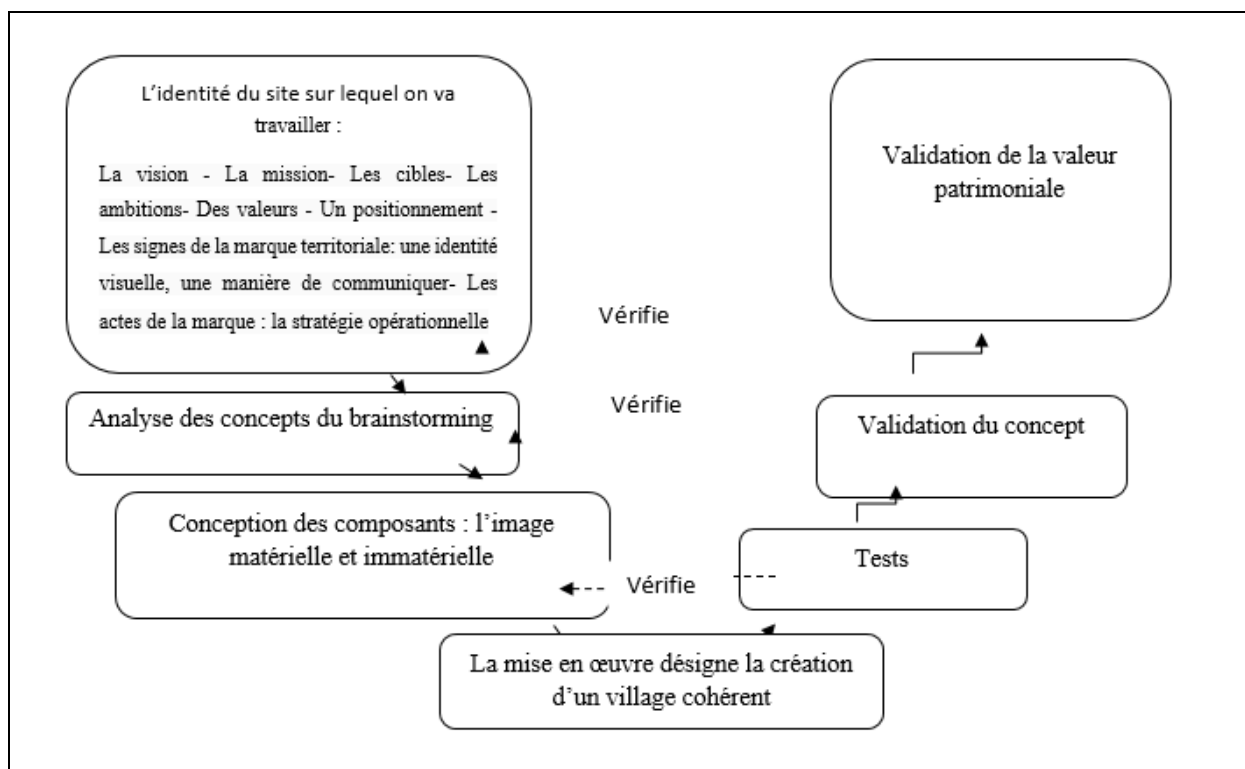 L’identité du site sur lequel on va
travailler :
La vision - La mission- Les cibles- Les
ambitions- Des valeurs - Un positionnement -
Les signes de la marque territoriale: une identité
visuelle, une manière de communiquer- Les
actes de la marque : la stratégie opérationnelle
Validation de la valeur
patrimoniale
Vérifie
Analyse des concepts du brainstorming
Vérifie
Validation du concept
Conception des composants : l’image
matérielle et immatérielle
Vérifie
Tests
La mise en œuvre désigne la création
d’un village cohérent